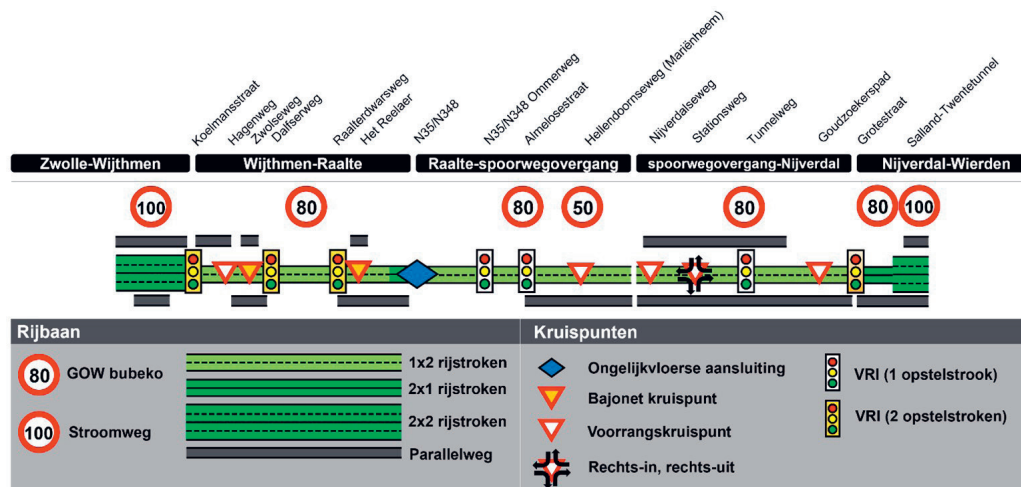 Koelmansstraat
Hagenweg
Zwolseweg
Dalfserweg
Raalterdwarsweg
Het Reelaer
N35/N348
N35/N348 Ommerweg
Almelosestraat
Hellendoornseweg (Mariënheem)
Nijverdalseweg
Stationsweg
Tunnelweg
Goudzoekerspad
Grotestraat
Salland-Twentetunnel
Zwolle-Wijthmen
Wijthmen-Raalte
Raalte-spoorwegovergang
spoorwegovergang-Nijverdal
Nijverdal-Wierden
100
80
80
50
80
80
100
Rijbaan
80 GOW bubeko
100 Stroomweg
1x2 rijstroken
2x1 rijstroken
2x2 rijstroken
Parallelweg
Kruispunten
Ongelijkvloerse aansluiting
Bajonet kruispunt
Voorrangskruispunt
Rechts-in, rechts-uit
VRI (1 opstelstrook)
VRI (2 opstelstroken)